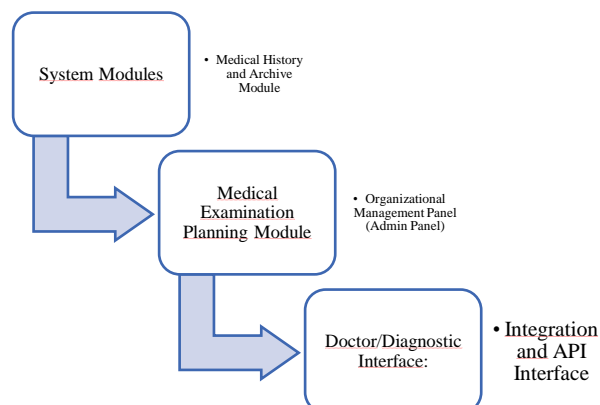 System Modules
• Medical History
and Archive
Module
Medical
Examination
Planning Module
• Organizational
Management Panel
(Admin Panel)
Doctor/Diagnostic
Interface:
• Integration
and API
Interface